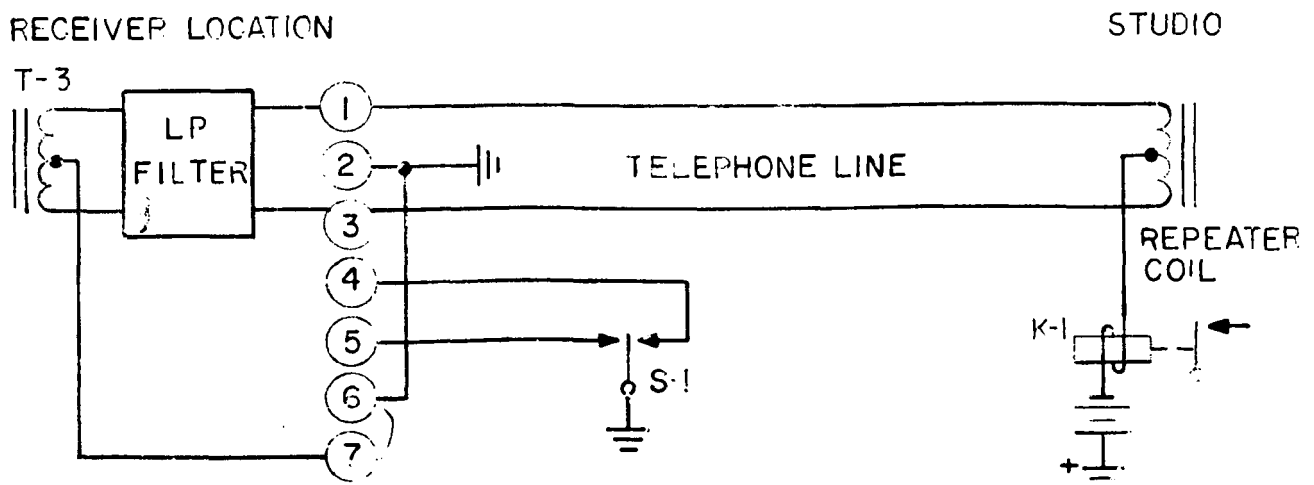 RECEIVER LOCATION
STUDIO
T-3
LP
FILTER
1
2
3
4
5
6
7
TELEPHONE LINE
REPEATER
COIL
K-1
S-1
+